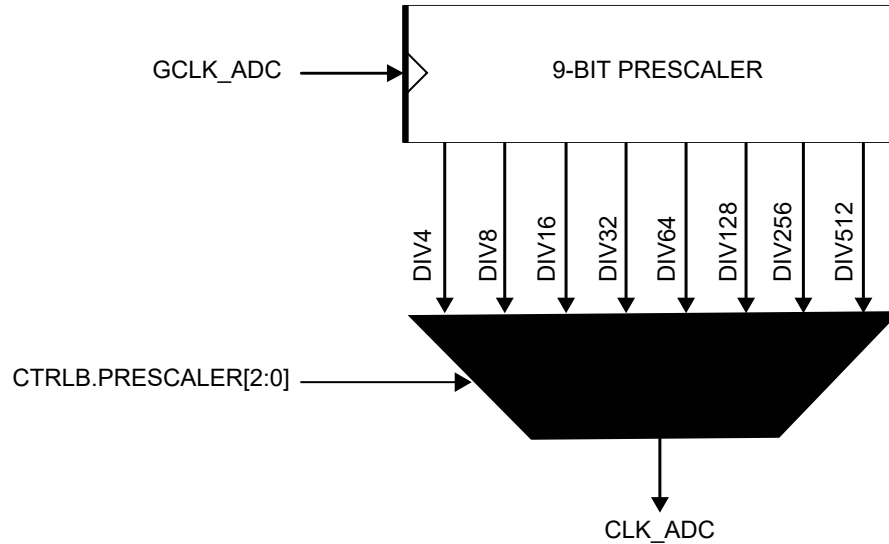 GCLK_ADC
9-BIT PRESCALER
DIV4
DIV8
DIV16
DIV32
DIV64
DIV128
DIV256
DIV512
CTRLB.PRESCALER[2:0]
CLK_ADC